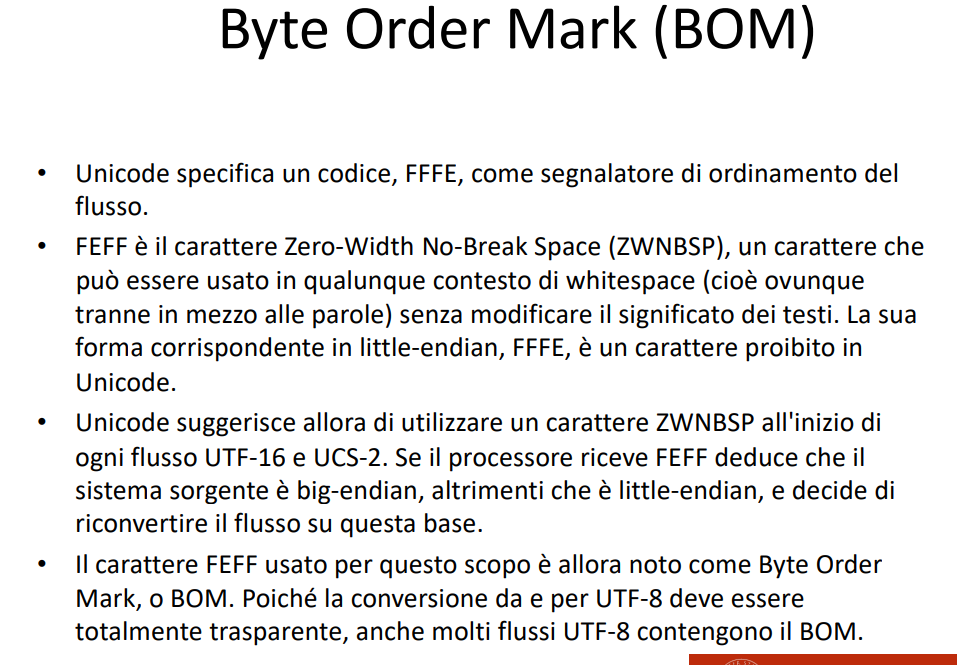 Byte Order Mark (BOM)
• Unicode specifica un codice, FFFE, come segnalatore di ordinamento del
flusso.
• FEFF è il carattere Zero-Width No-Break Space (ZWNBSP), un carattere che
può essere usato in qualunque contesto di whitespace (cioè ovunque
tranne in mezzo alle parole) senza modificare il significato dei testi. La sua
forma corrispondente in little-endian, FFFE, è un carattere proibito in
Unicode.
• Unicode suggerisce allora di utilizzare un carattere ZWNBSP all'inizio di
ogni flusso UTF-16 e UCS-2. Se il processore riceve FEFF deduce che il
sistema sorgente è big-endian, altrimenti che è little-endian, e decide di
riconvertire il flusso su questa base.
• Il carattere FEFF usato per questo scopo è allora noto come Byte Order
Mark, o BOM. Poiché la conversione da e per UTF-8 deve essere
totalmente trasparente, anche molti flussi UTF-8 contengono il BOM.